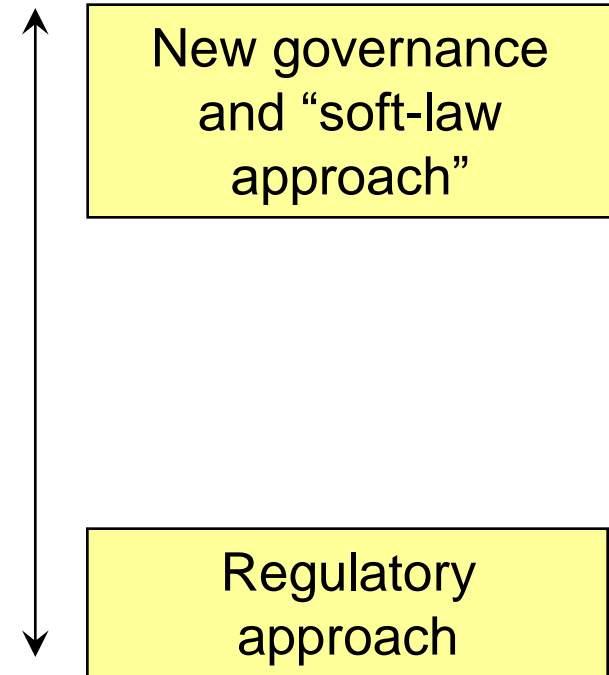 New governance
and “soft-law
approach”
Regulatory
approach